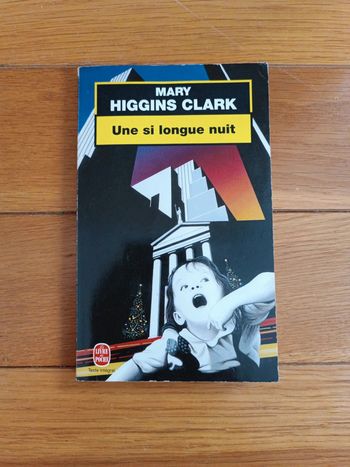 MARY
HIGGINS CLARK
Une si longue nuit
LE LIVRE
DE POCHE
Texte intégral